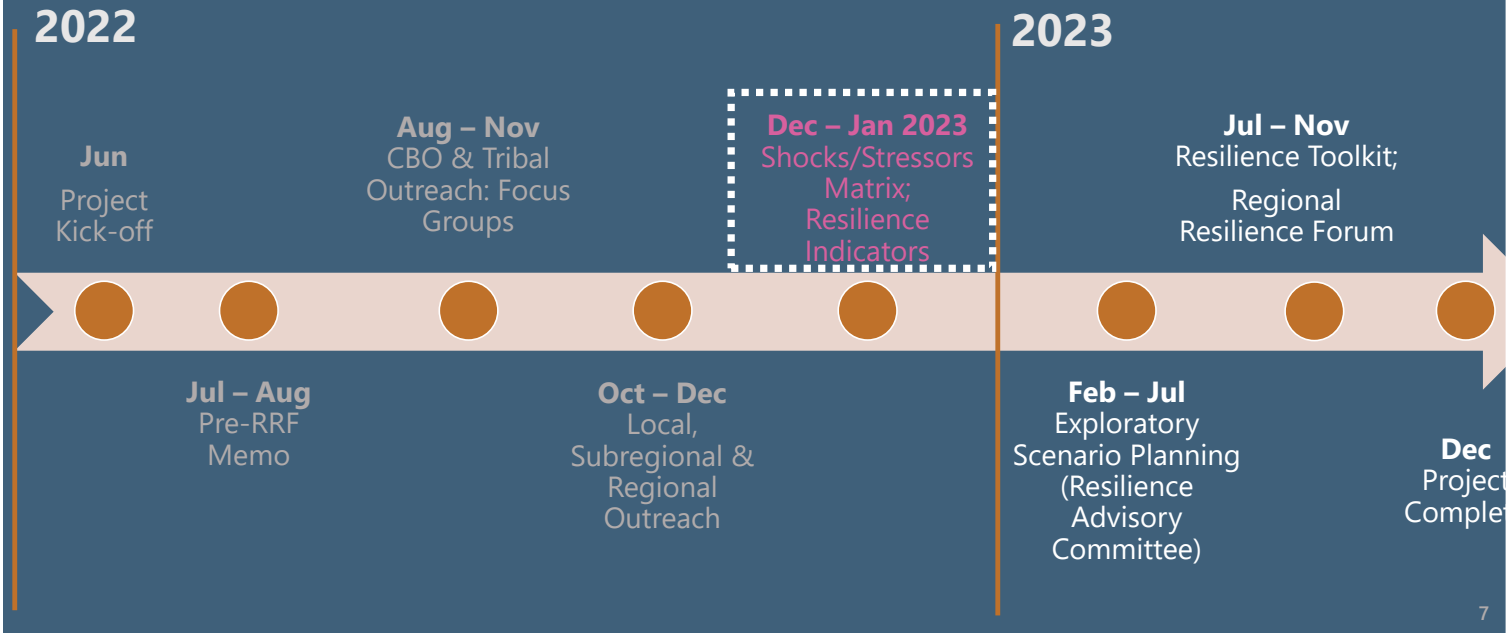 2022
2023
Jun
Project
Kick-off
Aug – Nov
CBO & Tribal
Outreach: Focus
Groups
Dec – Jan 2023
Shocks/Stressors
Matrix;
Resilience
Indicators
Jul – Nov
Resilience Toolkit;
Regional
Resilience Forum
Jul – Aug
Pre-RRF
Memo
Oct – Dec
Local,
Subregional &
Regional
Outreach
Feb – Jul
Exploratory
Scenario Planning
(Resilience
Advisory
Committee)
Dec
Project
Complet
7